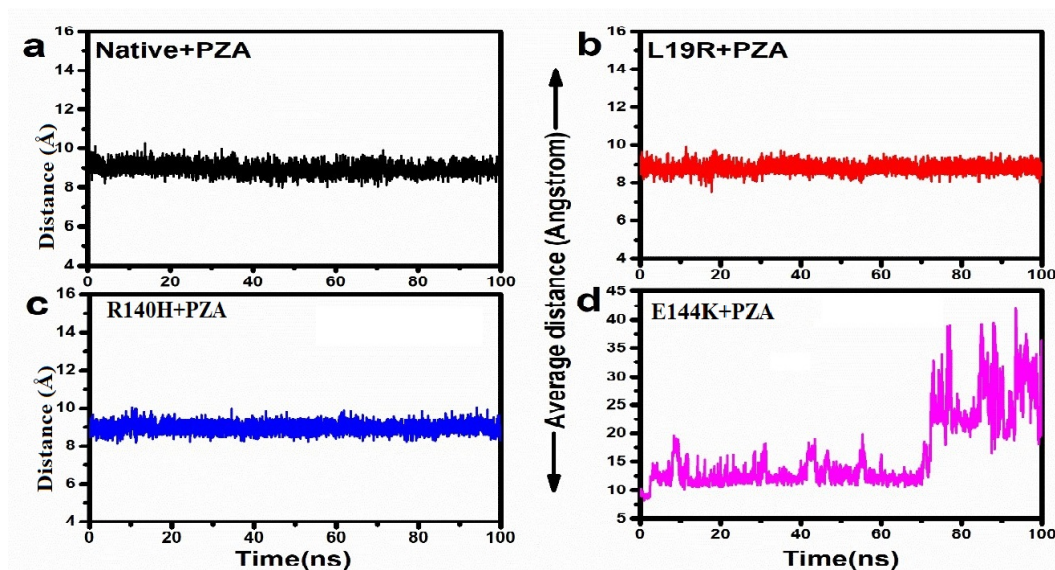 a
Native+PZA
16
14
12
10
8
6
4
0 20 40 60 80 100
Distance (Å)
b
L19R+PZA
16
14
12
10
8
6
4
0 20 40 60 80 100
Average distance (Angstrom)
c
R140H+PZA
16
14
12
10
8
6
4
0 20 40 60 80 100
Distance (Å)
Time(ns)
d
E144K+PZA
45
40
35
30
25
20
15
10
5
0 20 40 60 80 100
Time(ns)